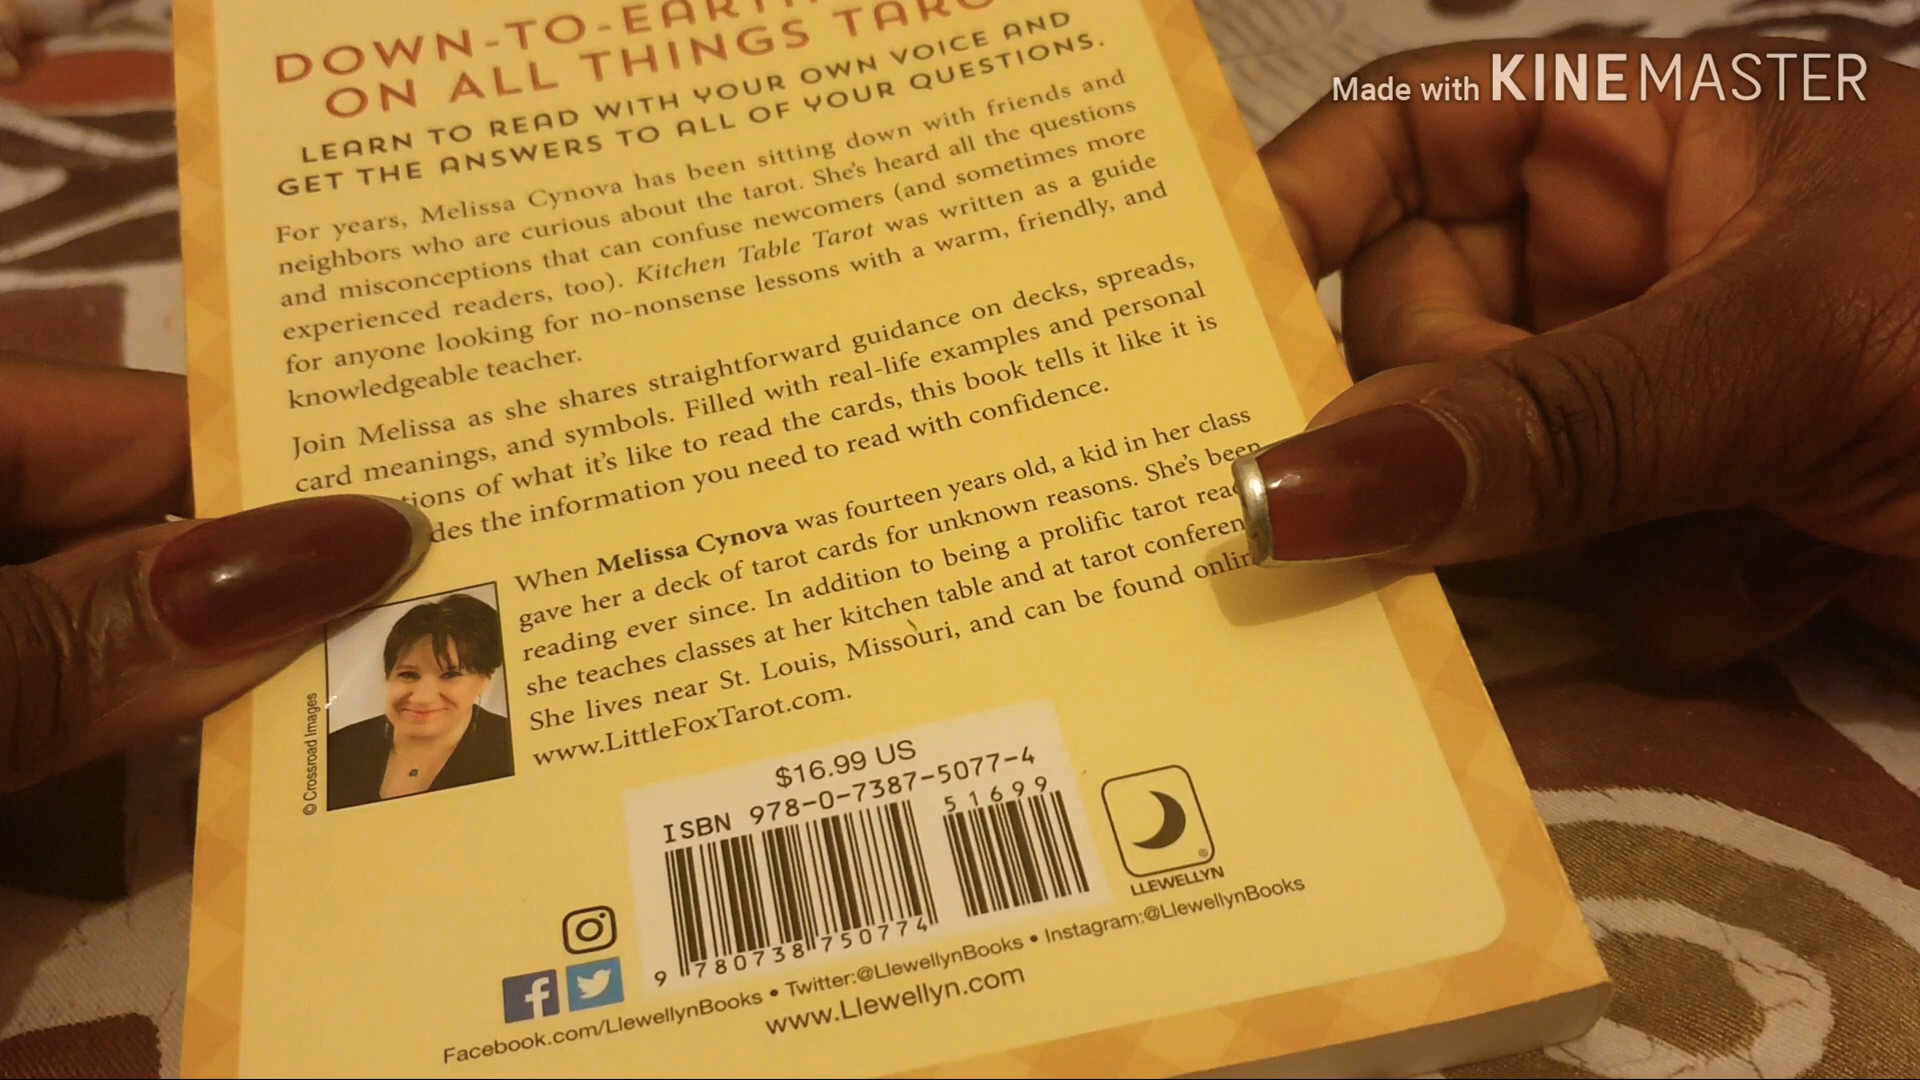 Made with KINEMASTER
DOWN-TO-EARTH
ON ALL THINGS TARO
LEARN TO READ WITH YOUR OWN VOICE AND
GET THE ANSWERS TO ALL OF YOUR QUESTIONS.
For years, Melissa Cynova has been sitting down with friends and
neighbors who are curious about the tarot. She's heard all the questions
and misconceptions that can confuse newcomers (and sometimes more
experienced readers, too). Kitchen Table Tarot was written as a guide
for anyone looking for no-nonsense lessons with a warm, friendly, and
knowledgeable teacher.
Join Melissa as she shares straightforward guidance on decks, spreads,
card meanings, and symbols. Filled with real-life examples and personal
tions of what it's like to read the cards, this book tells it like it is
des the information you need to read with confidence.
When Melissa Cynova was fourteen years old, a kid in her class
gave her a deck of tarot cards for unknown reasons. She's been
reading ever since. In addition to being a prolific tarot rea
she teaches classes at her kitchen table and at tarot conferen
She lives near St. Louis, Missouri, and can be found onlin
www.LittleFoxTarot.com.
© Crossroad Images
$16.99 US
ISBN 978-0-7387-5077-4
51699
9 780738 750774
LLEWELLYN
Facebook.com/LlewellynBooks • Twitter:@LlewellynBooks • Instagram:@LlewellynBooks
www.Llewellyn.com